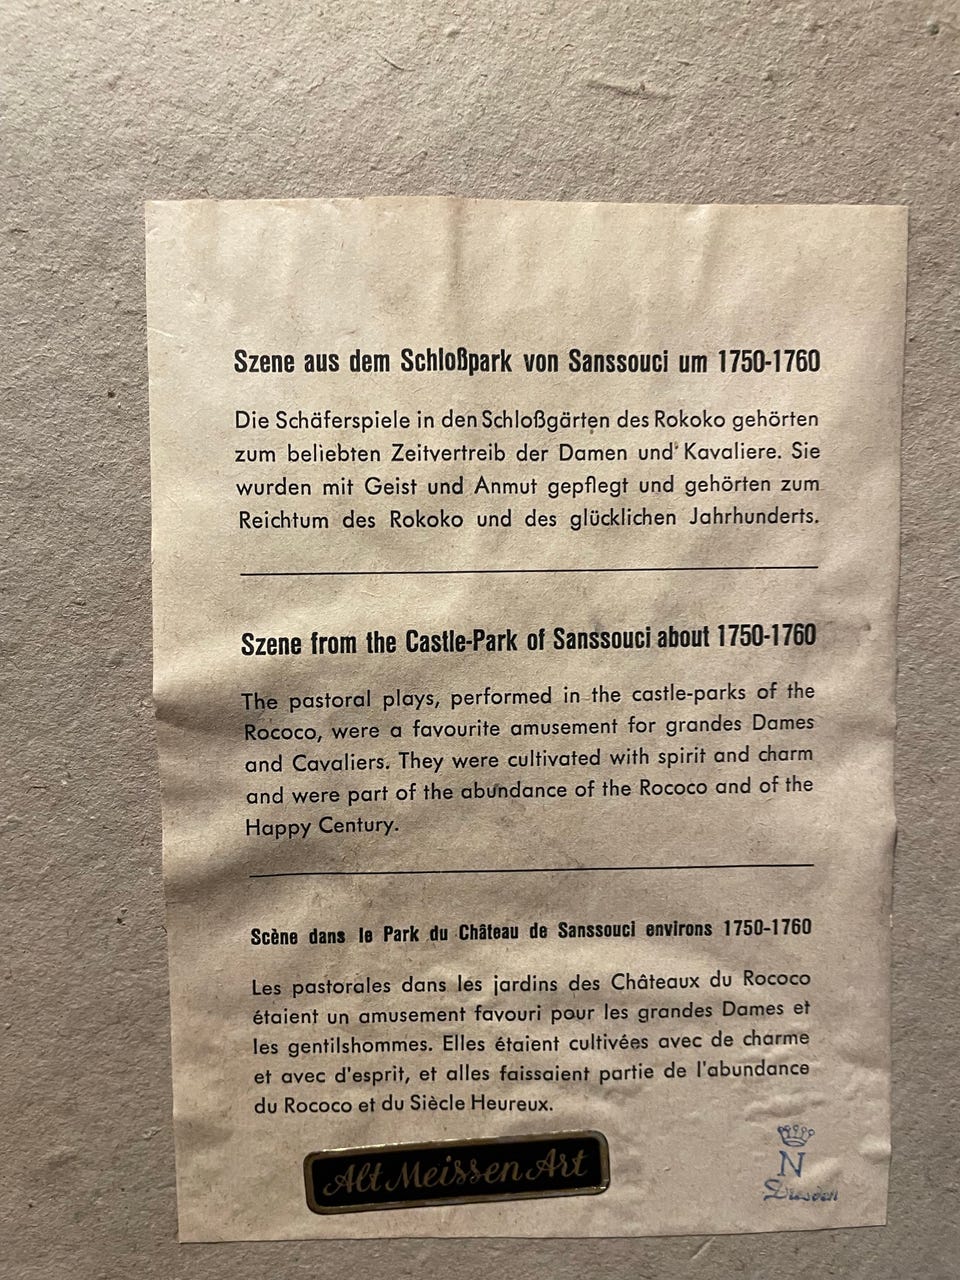 Szene aus dem Schloßpark von Sanssouci um 1750-1760
Die Schäferspiele in den Schloßgärten des Rokoko gehörten
zum beliebten Zeitvertreib der Damen und Kavaliere. Sie
wurden mit Geist und Anmut gepflegt und gehörten zum
Reichtum des Rokoko und des glücklichen Jahrhunderts.
Szene from the Castle-Park of Sanssouci about 1750-1760
The pastoral plays, performed in the castle-parks of the
Rococo, were a favourite amusement for grandes Dames
and Cavaliers. They were cultivated with spirit and charm
and were part of the abundance of the Rococo and of the
Happy Century.
Scène dans le Park du Château de Sanssouci environs 1750-1760
Les pastorales dans les jardins des Châteaux du Rococo
étaient un amusement favouri pour les grandes Dames et
les gentilshommes. Elles étaient cultivées avec de charme
et avec d'esprit, et alles faissaient partie de l'abundance
du Rococo et du Siècle Heureux.
Alt Meissen Art
N
Dresden